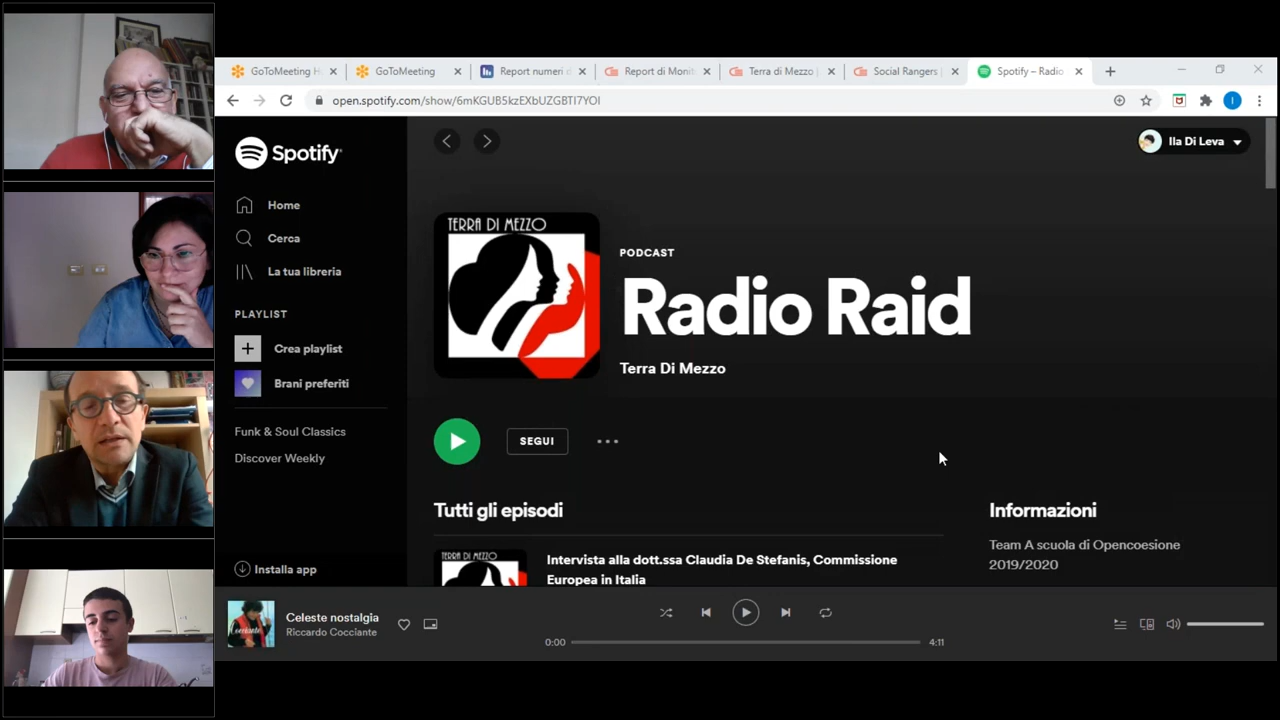 GoToMeeting H
GoToMeeting
Report numeri d
Report di Monit
Terra di Mezzo |
Social Rangers |
Spotify – Radio
open.spotify.com/show/6mKGUB5kzEXbUZGBTI7YOI
I
Spotify
Ila Di Leva
Home
Cerca
La tua libreria
PLAYLIST
Crea playlist
Brani preferiti
Funk & Soul Classics
Discover Weekly
Installa app
TERRA DI MEZZO
PODCAST
Radio Raid
Terra Di Mezzo
SEGUI
Tutti gli episodi
TERRA DI MEZZO
Intervista alla dott.ssa Claudia De Stefanis, Commissione
Europea in Italia
Informazioni
Team A scuola di Opencoesione
2019/2020
Celeste nostalgia
Riccardo Cocciante
0:00
4:11